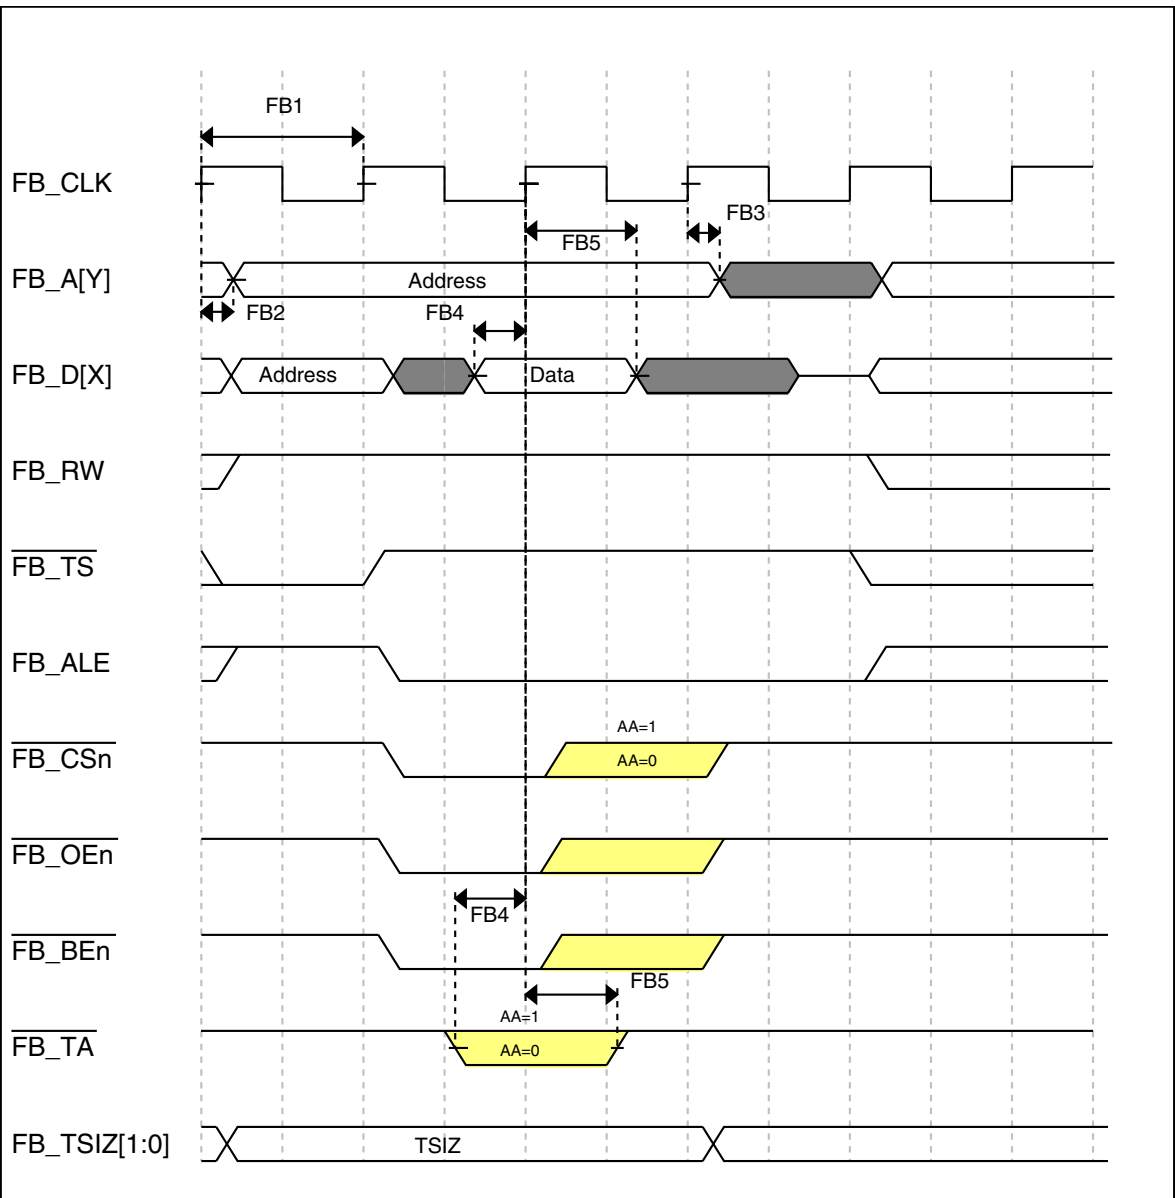 FB1
FB_CLK
FB3
FB5
FB_A[Y]
Address
FB2
FB4
FB_D[X]
Address
Data
FB_RW
FB_TS
FB_ALE
AA=1
FB_CSn
AA=0
FB_OEn
FB4
FB_BEn
FB5
AA=1
FB_TA
AA=0
FB_TSIZ[1:0]
TSIZ